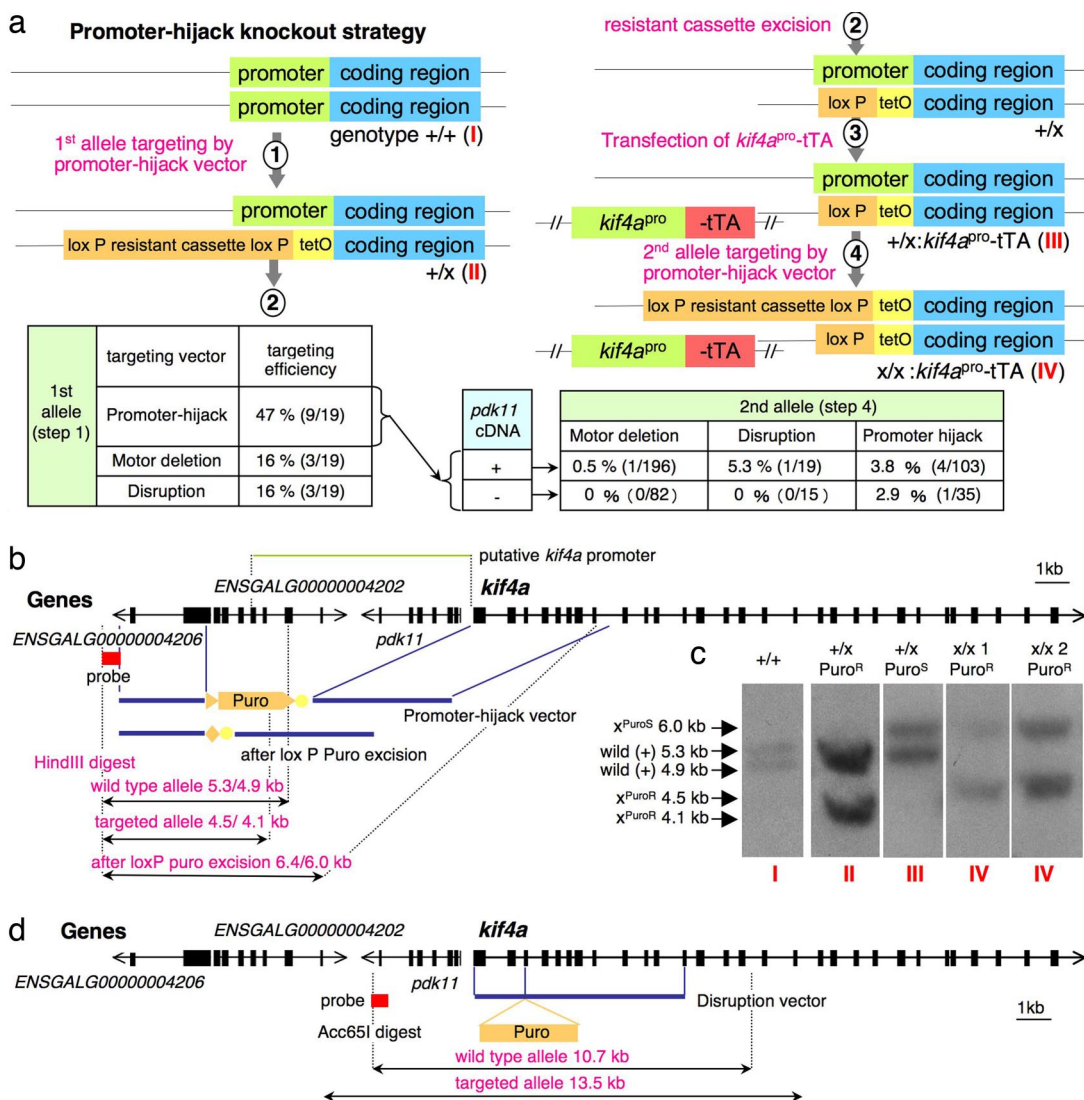 a
Promoter-hijack knockout strategy
promoter coding region
promoter coding region
genotype +/+ (I)
1st allele targeting by
promoter-hijack vector
1
promoter coding region
lox P resistant cassette lox P tetO coding region
+/x (II)
2
resistant cassette excision
2
promoter coding region
lox P tetO coding region
+/x
3
Transfection of kif4a pro-tTA
promoter coding region
// kif4a pro -tTA // lox P tetO coding region
+/x:kif4a pro-tTA (III)
2nd allele targeting by
promoter-hijack vector
4
lox P resistant cassette lox P tetO coding region
// kif4a pro -tTA // lox P tetO coding region
x/x :kif4a pro-tTA (IV)
1st
allele
(step 1)
targeting vector
targeting
efficiency
Promoter-hijack 47 % (9/19)
Motor deletion 16 % (3/19)
Disruption 16 % (3/19)
pdk11
cDNA
+
-
2nd allele (step 4)
Motor deletion Disruption Promoter hijack
0.5 % (1/196) 5.3 % (1/19) 3.8 % (4/103)
0 % (0/82) 0 % (0/15) 2.9 % (1/35)
b
putative kif4a promoter
1kb
ENSGALG00000004202
kif4a
Genes
ENSGALG00000004206
pdk11
probe
Puro
Promoter-hijack vector
after lox P Puro excision
HindIII digest
wild type allele 5.3/4.9 kb
targeted allele 4.5/ 4.1 kb
after loxP puro excision 6.4/6.0 kb
c
+/+
+/x
PuroR
+/x
PuroS
x/x 1
PuroR
x/x 2
PuroR
xPuroS 6.0 kb
wild (+) 5.3 kb
wild (+) 4.9 kb
xPuroR 4.5 kb
xPuroR 4.1 kb
I II III IV IV
d
Genes
ENSGALG00000004202
kif4a
ENSGALG00000004206
pdk11
probe
Disruption vector
Acc65I digest
Puro
1kb
wild type allele 10.7 kb
targeted allele 13.5 kb